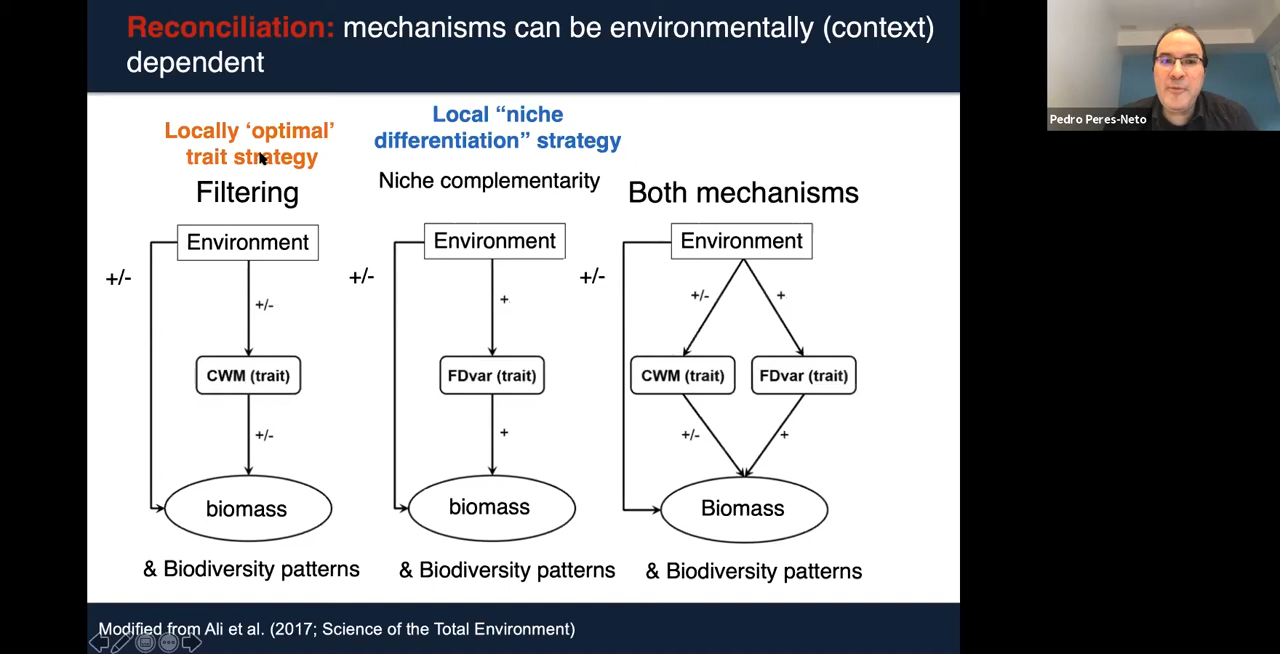 Reconciliation: mechanisms can be environmentally (context)
dependent
Pedro Peres-Neto
Locally ‘optimal’
trait strategy
Filtering
Environment
+/-
+/-
CWM (trait)
+/-
biomass
& Biodiversity patterns
Local “niche
differentiation” strategy
Niche complementarity
Environment
+/-
+
FDvar (trait)
+
biomass
& Biodiversity patterns
Both mechanisms
Environment
+/-
+/-
+
CWM (trait)
FDvar (trait)
+/-
+
Biomass
& Biodiversity patterns
Modified from Ali et al. (2017; Science of the Total Environment)